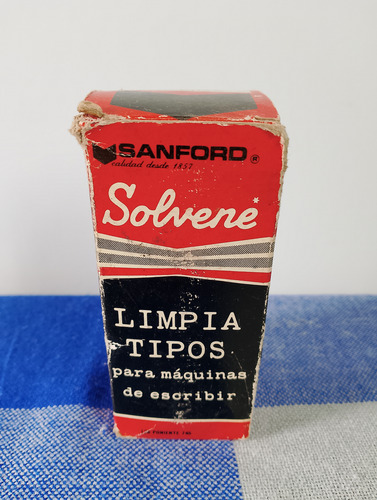 SANFORD®
calidad desde 1857
Solvene*
LIMPIA
TIPOS
para máquinas
de escribir